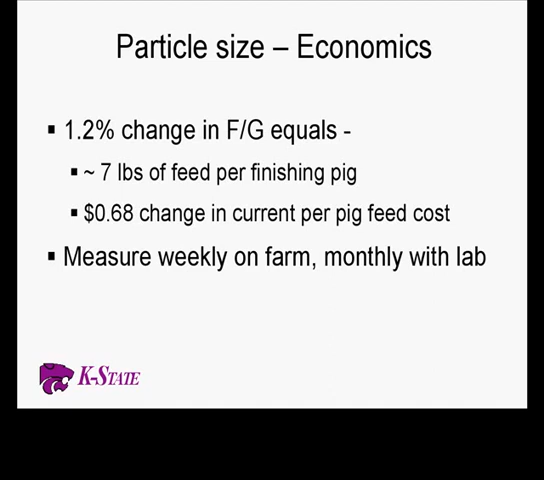 Particle size – Economics
▪ 1.2% change in F/G equals -
▪ ~ 7 lbs of feed per finishing pig
▪ $0.68 change in current per pig feed cost
▪ Measure weekly on farm, monthly with lab
K-STATE